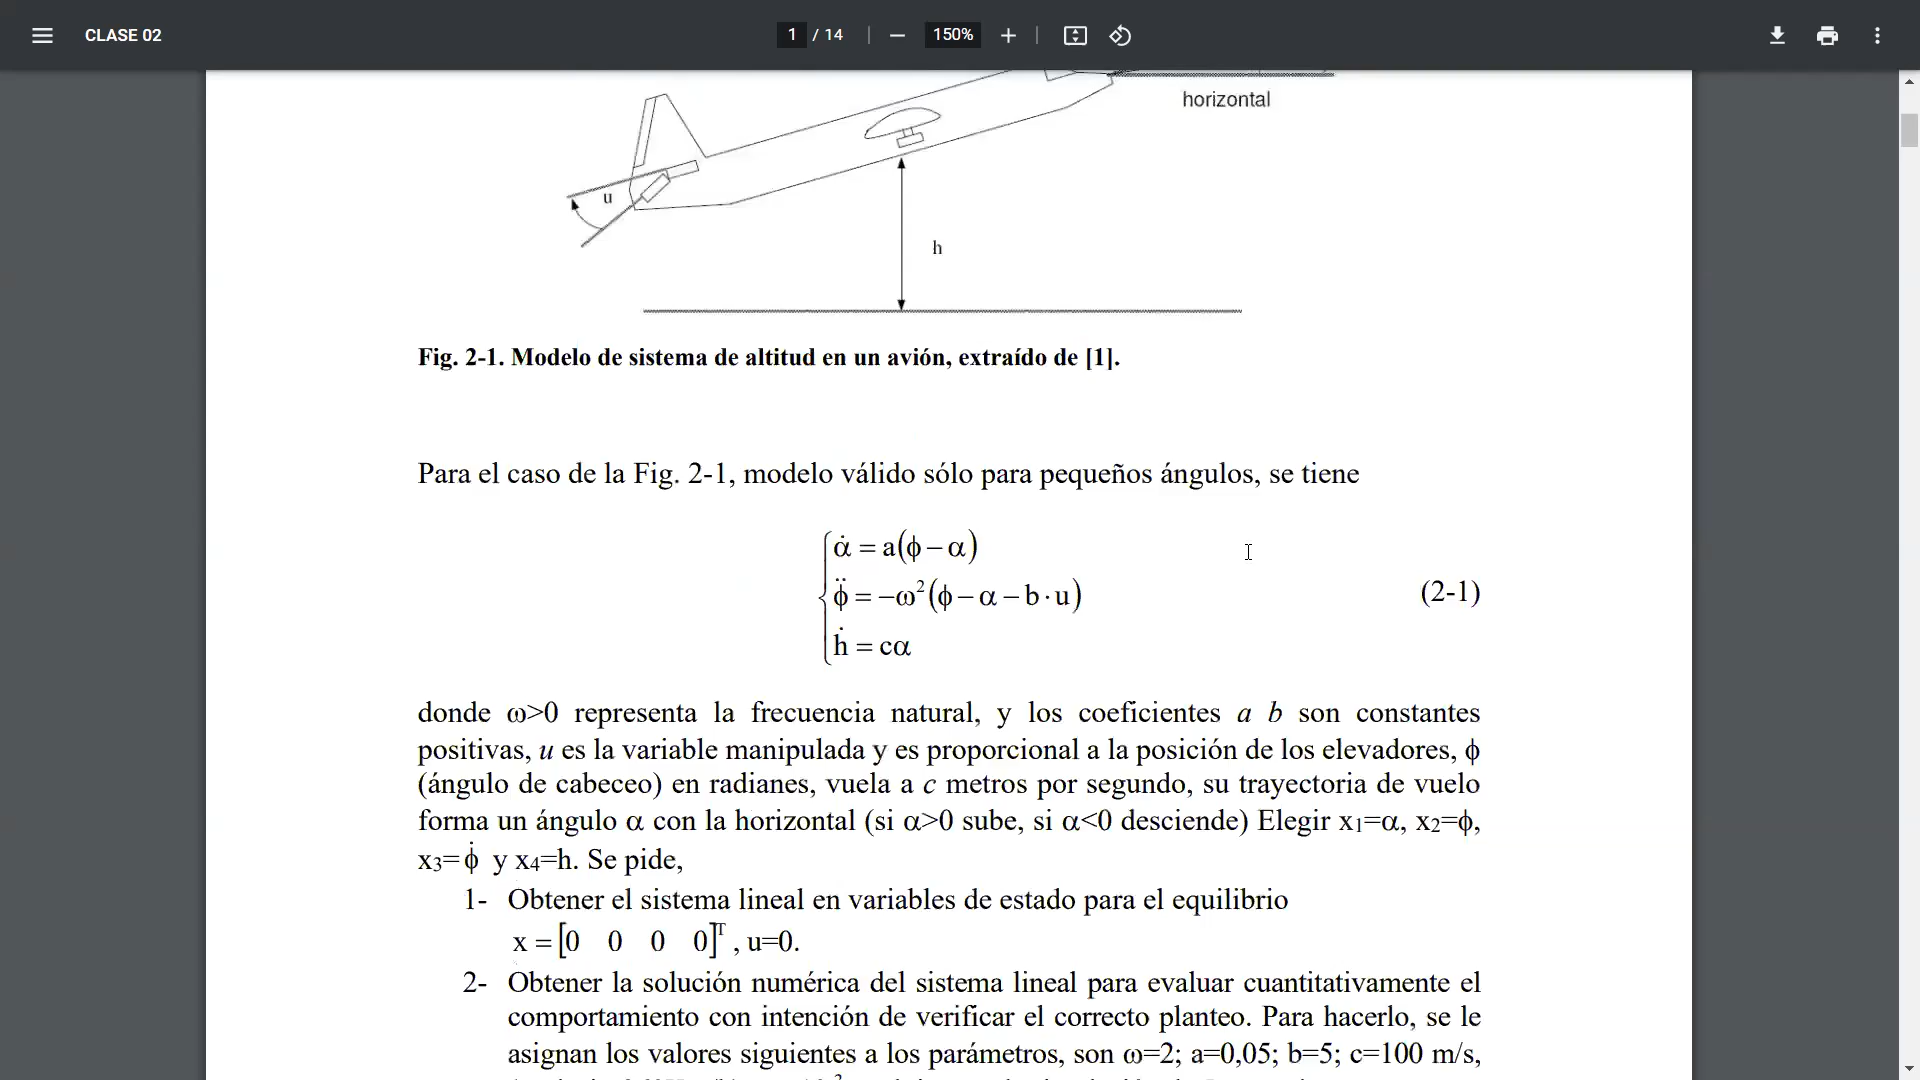 CLASE 02
1 / 14
150%
horizontal
u
h
Fig. 2-1. Modelo de sistema de altitud en un avión, extraído de [1].
Para el caso de la Fig. 2-1, modelo válido sólo para pequeños ángulos, se tiene
α̇ = a(ϕ − α)
ϕ̈ = −ω²(ϕ − α − b · u)
ḣ = cα
(2-1)
donde ω>0 representa la frecuencia natural, y los coeficientes a b son constantes
positivas, u es la variable manipulada y es proporcional a la posición de los elevadores, ϕ
(ángulo de cabeceo) en radianes, vuela a c metros por segundo, su trayectoria de vuelo
forma un ángulo α con la horizontal (si α>0 sube, si α<0 desciende) Elegir x₁=α, x₂=ϕ,
x₃=ϕ̇ y x₄=h. Se pide,
1- Obtener el sistema lineal en variables de estado para el equilibrio
x = [0 0 0 0]ᵀ, u=0.
2- Obtener la solución numérica del sistema lineal para evaluar cuantitativamente el
comportamiento con intención de verificar el correcto planteo. Para hacerlo, se le
asignan los valores siguientes a los parámetros, son ω=2; a=0,05; b=5; c=100 m/s,